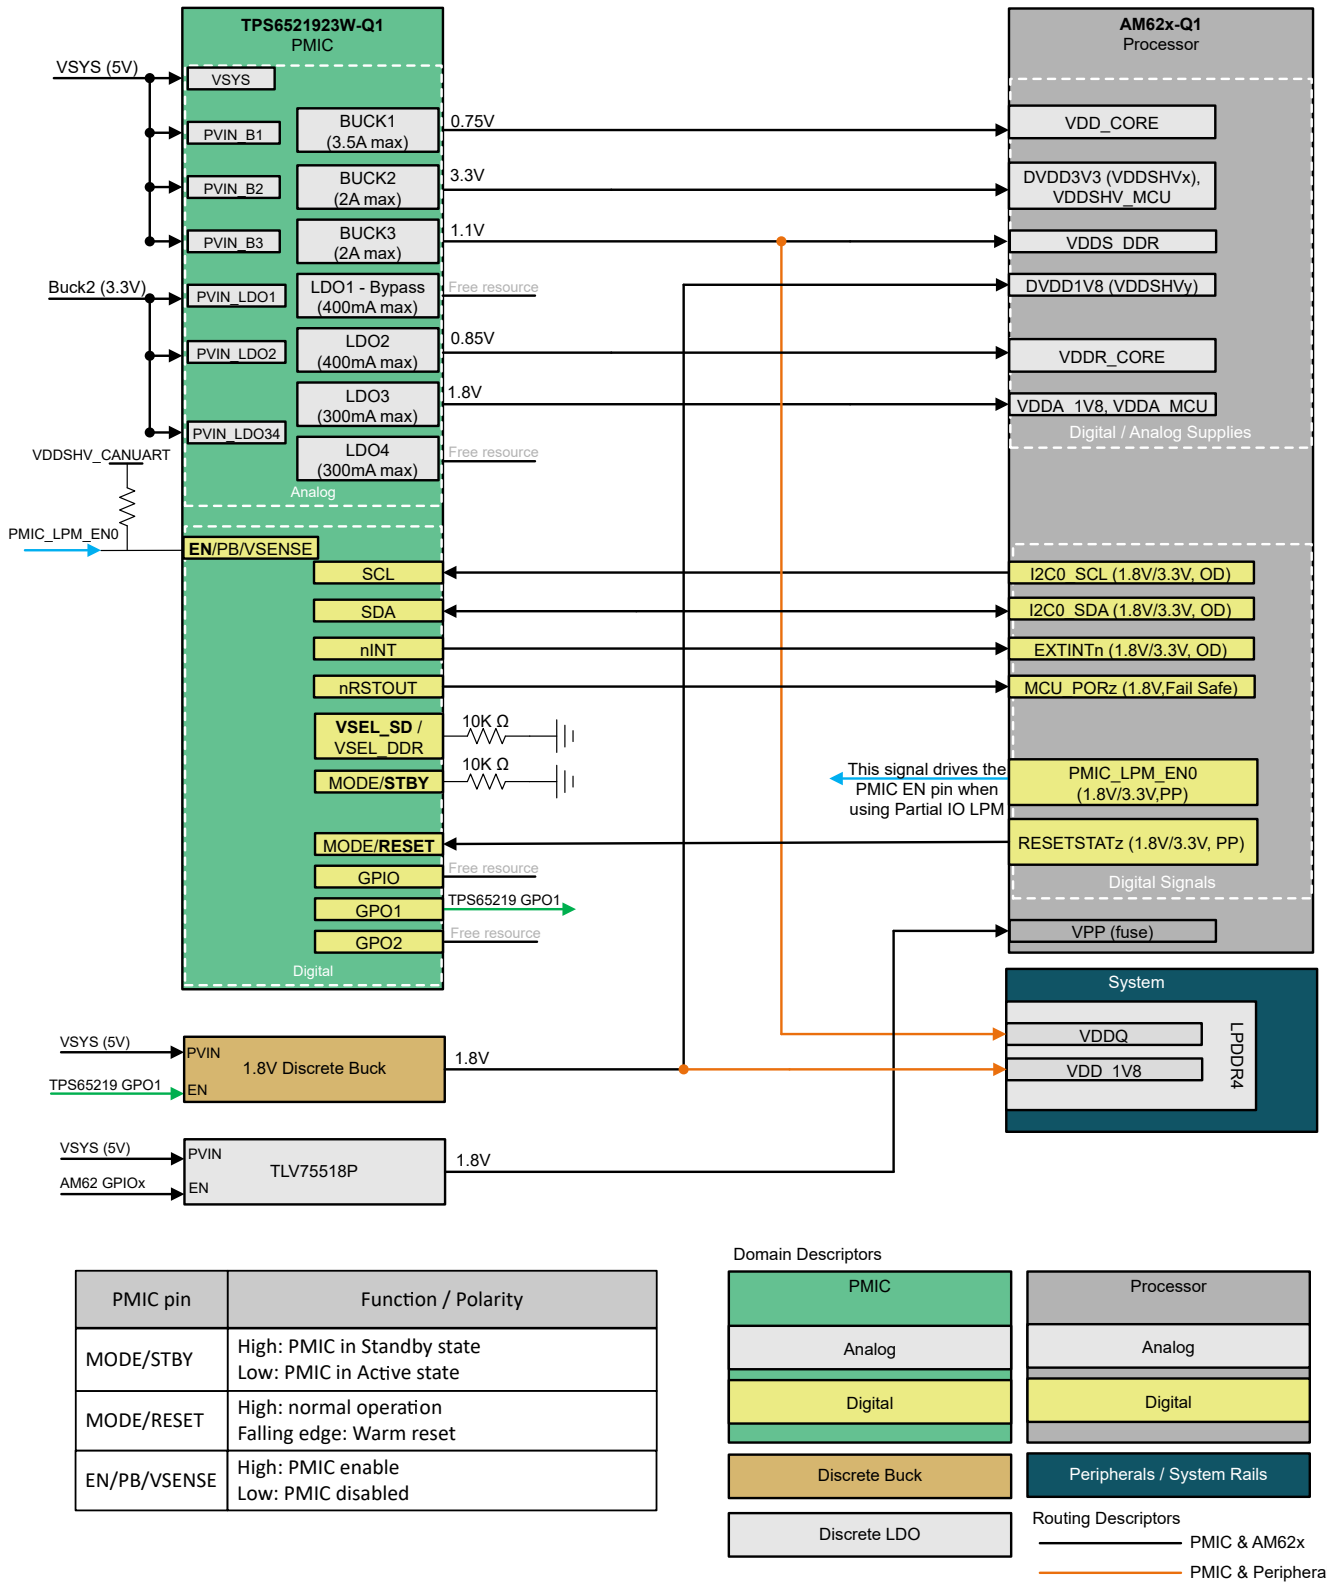 TPS6521923W-Q1
PMIC
VSYS (5V)
VSYS
PVIN_B1
PVIN_B2
PVIN_B3
Buck2 (3.3V)
PVIN_LDO1
PVIN_LDO2
PVIN_LDO34
BUCK1
(3.5A max)
0.75V
BUCK2
(2A max)
3.3V
BUCK3
(2A max)
1.1V
LDO1 - Bypass
(400mA max)
Free resource
LDO2
(400mA max)
0.85V
LDO3
(300mA max)
1.8V
LDO4
(300mA max)
Free resource
Analog
VDDSHV_CANUART
PMIC_LPM_EN0
EN/PB/VSENSE
SCL
SDA
nINT
nRSTOUT
VSEL_SD /
VSEL_DDR
10K Ω
MODE/STBY
10K Ω
MODE/RESET
GPIO
Free resource
GPO1
TPS65219 GPO1
GPO2
Free resource
Digital
AM62x-Q1
Processor
VDD_CORE
DVDD3V3 (VDDSHVx),
VDDSHV_MCU
VDDS_DDR
DVDD1V8 (VDDSHVy)
VDDR_CORE
VDDA_1V8, VDDA_MCU
Digital / Analog Supplies
I2C0_SCL (1.8V/3.3V, OD)
I2C0_SDA (1.8V/3.3V, OD)
EXTINTn (1.8V/3.3V, OD)
MCU_PORz (1.8V,Fail Safe)
This signal drives the
PMIC EN pin when
using Partial IO LPM
PMIC_LPM_EN0
(1.8V/3.3V,PP)
RESETSTATz (1.8V/3.3V, PP)
Digital Signals
VPP (fuse)
System
VDDQ
VDD_1V8
LPDDR4
VSYS (5V)
PVIN
TPS65219 GPO1
EN
1.8V Discrete Buck
1.8V
VSYS (5V)
PVIN
AM62 GPIOx
EN
TLV75518P
1.8V
PMIC pin
Function / Polarity
MODE/STBY
High: PMIC in Standby state
Low: PMIC in Active state
MODE/RESET
High: normal operation
Falling edge: Warm reset
EN/PB/VSENSE
High: PMIC enable
Low: PMIC disabled
Domain Descriptors
PMIC
Analog
Digital
Processor
Analog
Digital
Discrete Buck
Peripherals / System Rails
Discrete LDO
Routing Descriptors
PMIC & AM62x
PMIC & Periphera